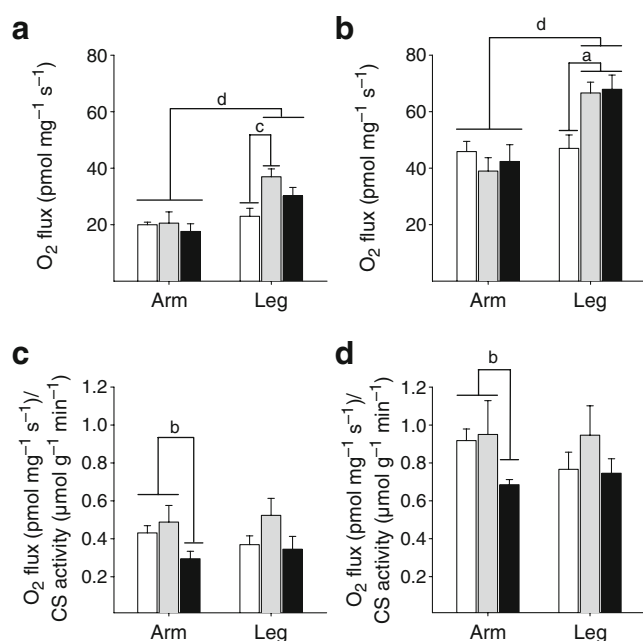 a
O2 flux (pmol mg–1 s–1)
80
60
40
20
d
c
Arm Leg
b
O2 flux (pmol mg–1 s–1)
80
60
40
20
d
a
Arm Leg
c
O2 flux (pmol mg–1 s–1)/
CS activity (μmol g–1 min–1)
1.2
1.0
0.8
0.6
0.4
0.2
b
Arm Leg
d
O2 flux (pmol mg–1 s–1)/
CS activity (μmol g–1 min–1)
1.2
1.0
0.8
0.6
0.4
0.2
b
Arm Leg